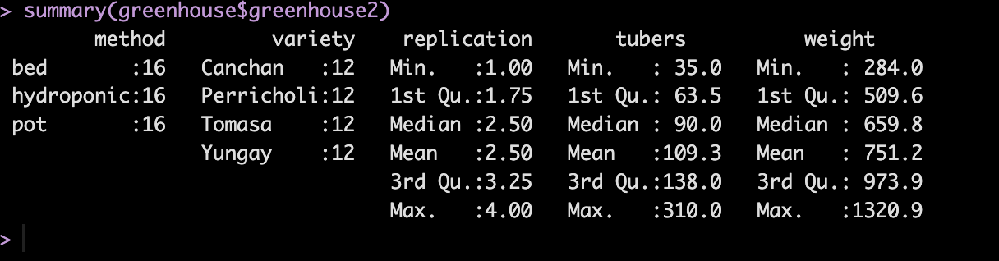 > summary(greenhouse$greenhouse2)
        method          variety    replication       tubers          weight
 bed       :16   Canchan   :12   Min.   :1.00   Min.   : 35.0   Min.   : 284.0
 hydroponic:16   Perricholi:12   1st Qu.:1.75   1st Qu.: 63.5   1st Qu.: 509.6
 pot       :16   Tomasa    :12   Median :2.50   Median : 90.0   Median : 659.8
                 Yungay    :12   Mean   :2.50   Mean   :109.3   Mean   : 751.2
                                 3rd Qu.:3.25   3rd Qu.:138.0   3rd Qu.: 973.9
                                 Max.   :4.00   Max.   :310.0   Max.   :1320.9
>